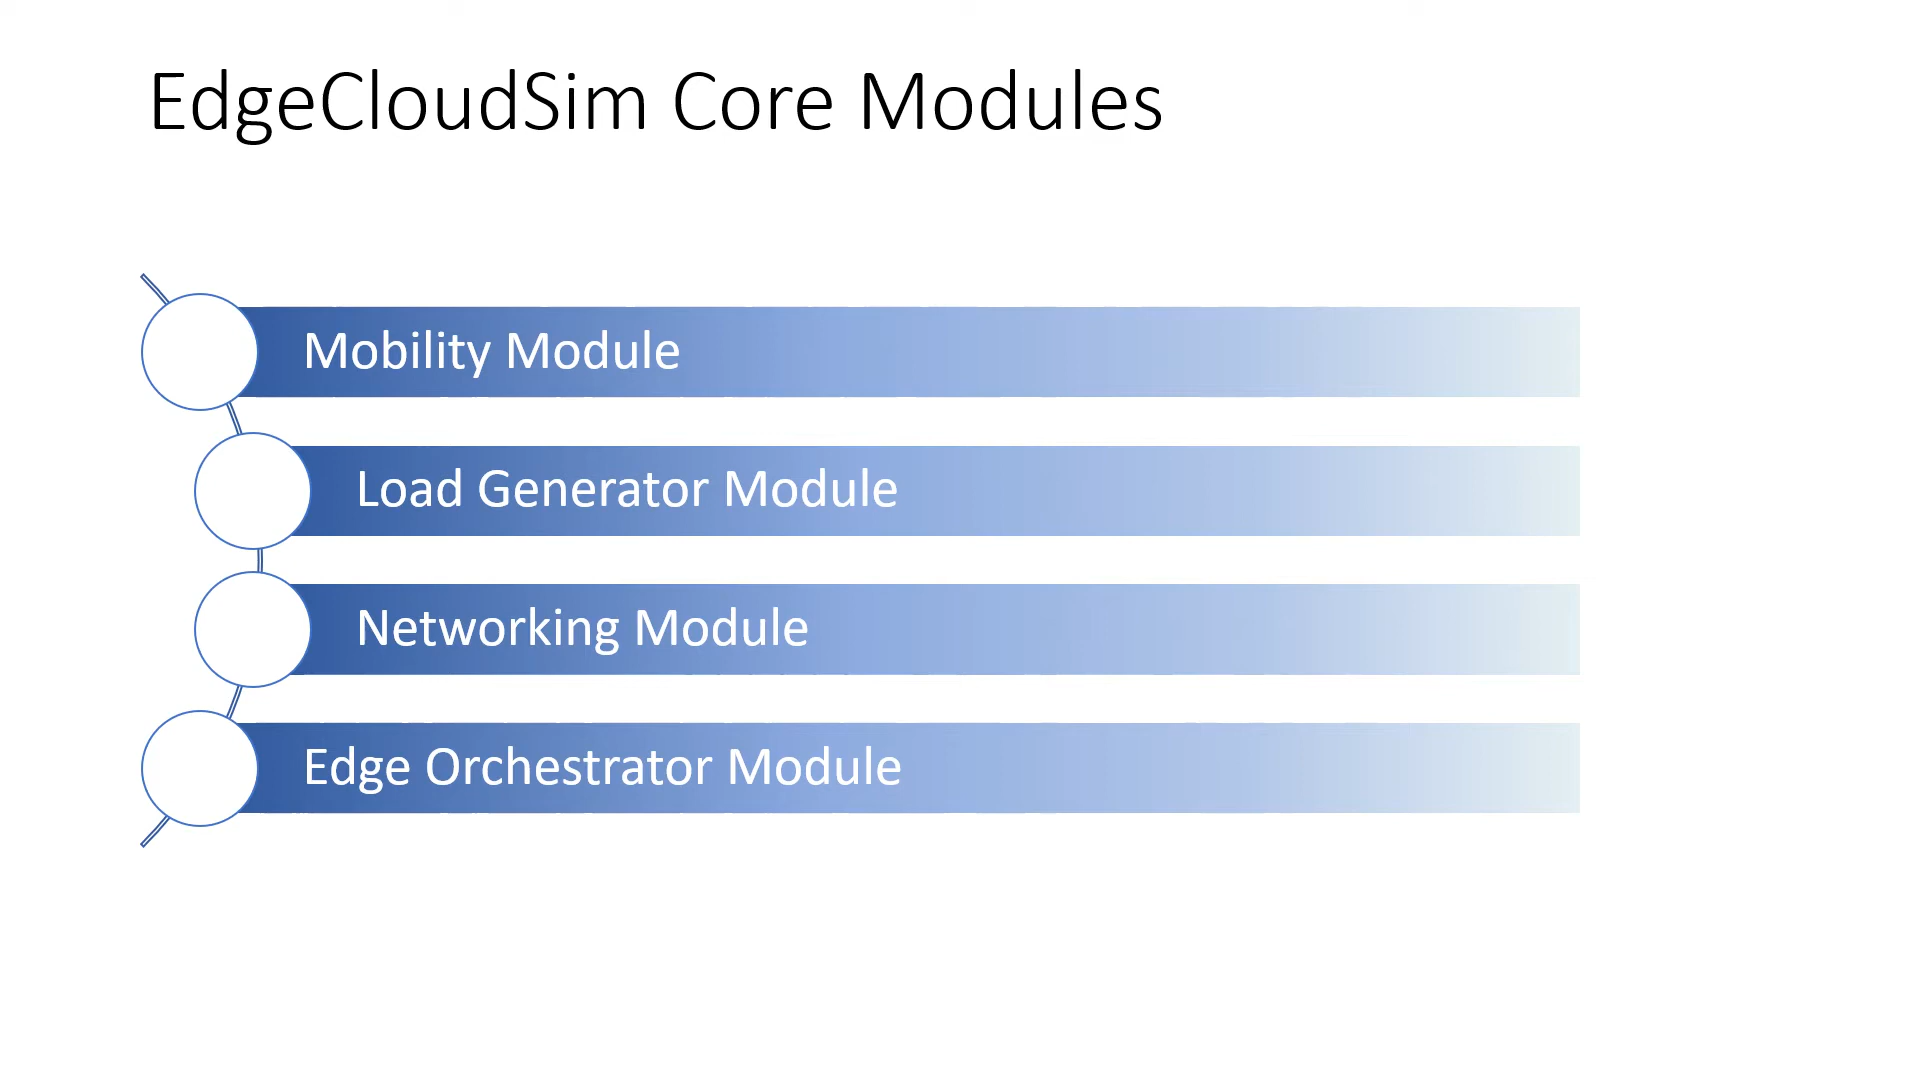 EdgeCloudSim Core Modules
Mobility Module
Load Generator Module
Networking Module
Edge Orchestrator Module